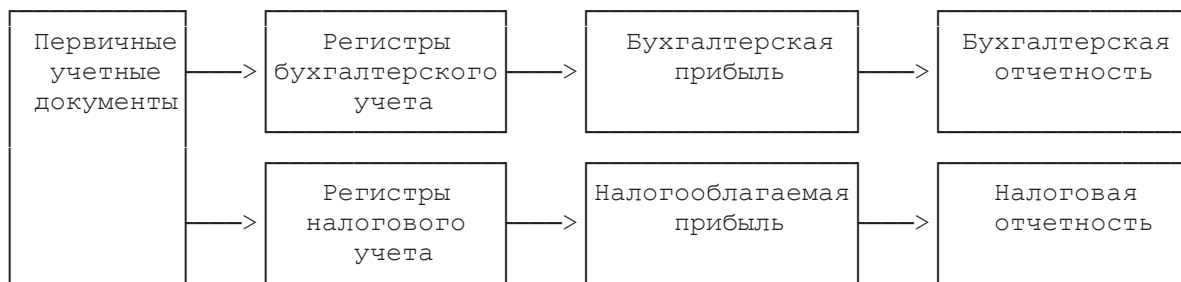 Первичные
учетные
документы
Регистры
бухгалтерского
учета
Бухгалтерская
прибыль
Бухгалтерская
отчетность
Регистры
налогового
учета
Налогооблагаемая
прибыль
Налоговая
отчетность